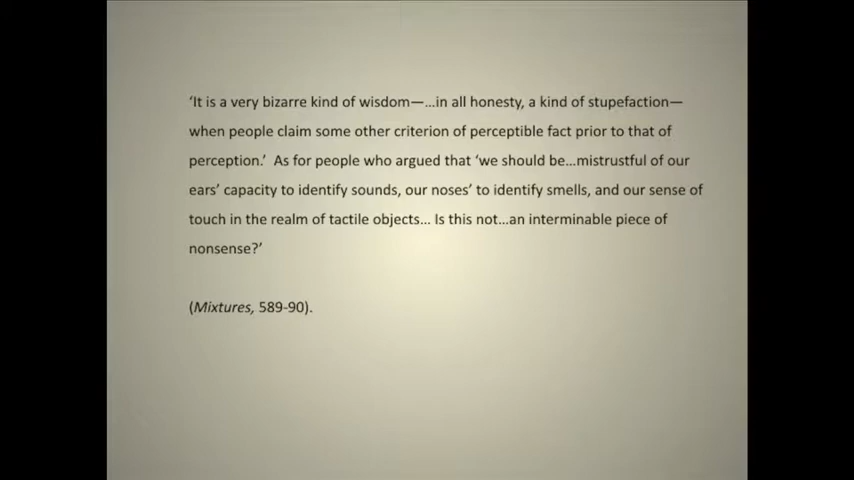 ‘It is a very bizarre kind of wisdom—…in all honesty, a kind of stupefaction—
when people claim some other criterion of perceptible fact prior to that of
perception.’  As for people who argued that ‘we should be…mistrustful of our
ears’ capacity to identify sounds, our noses’ to identify smells, and our sense of
touch in the realm of tactile objects… Is this not…an interminable piece of
nonsense?’
(Mixtures, 589-90).